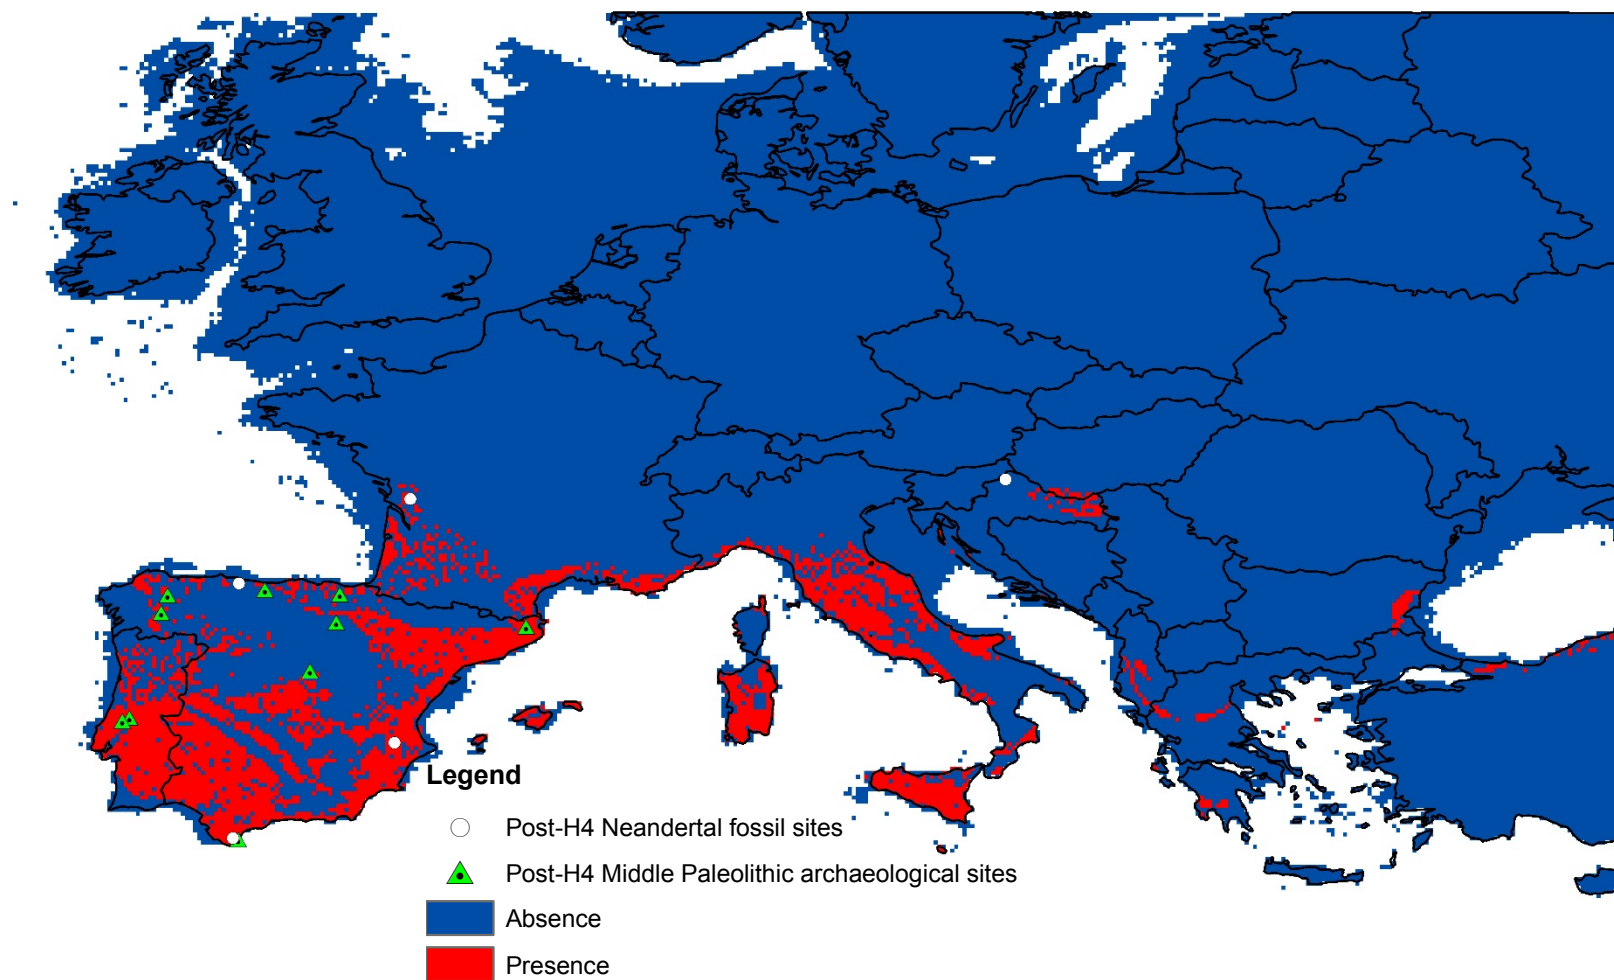 Legend
Post-H4 Neandertal fossil sites
Post-H4 Middle Paleolithic archaeological sites
Absence
Presence